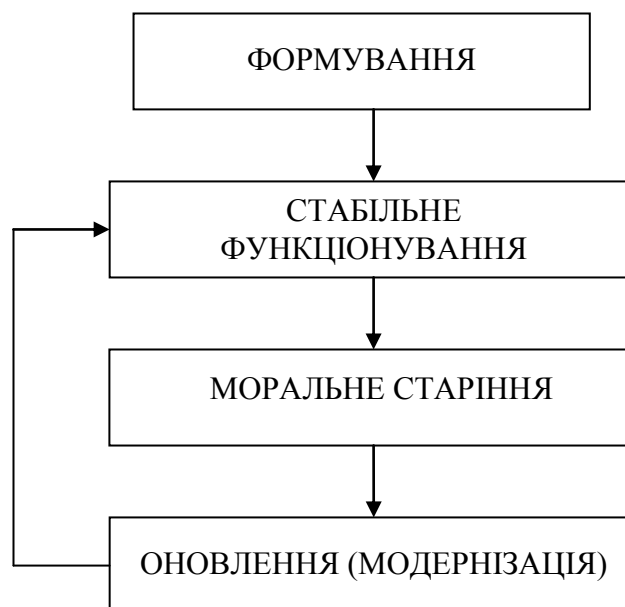 ФОРМУВАННЯ
СТАБІЛЬНЕ
ФУНКЦІОНУВАННЯ
МОРАЛЬНЕ СТАРІННЯ
ОНОВЛЕННЯ (МОДЕРНІЗАЦІЯ)